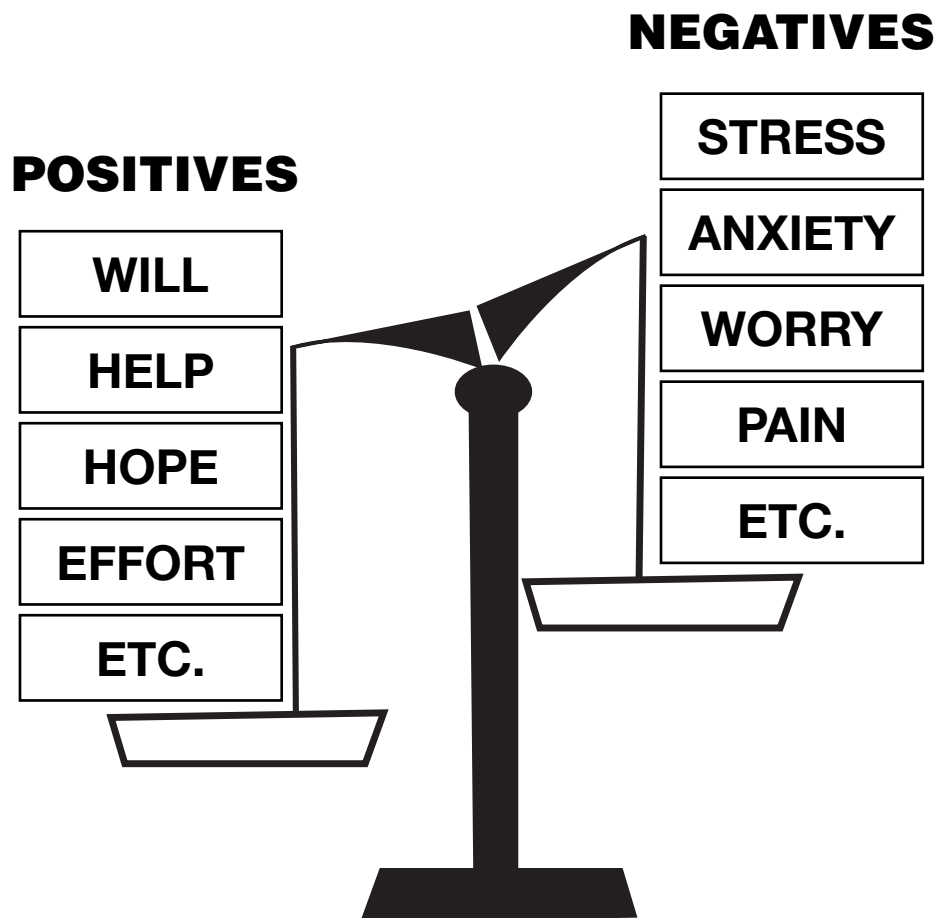 POSITIVES
WILL
HELP
HOPE
EFFORT
ETC.
NEGATIVES
STRESS
ANXIETY
WORRY
PAIN
ETC.